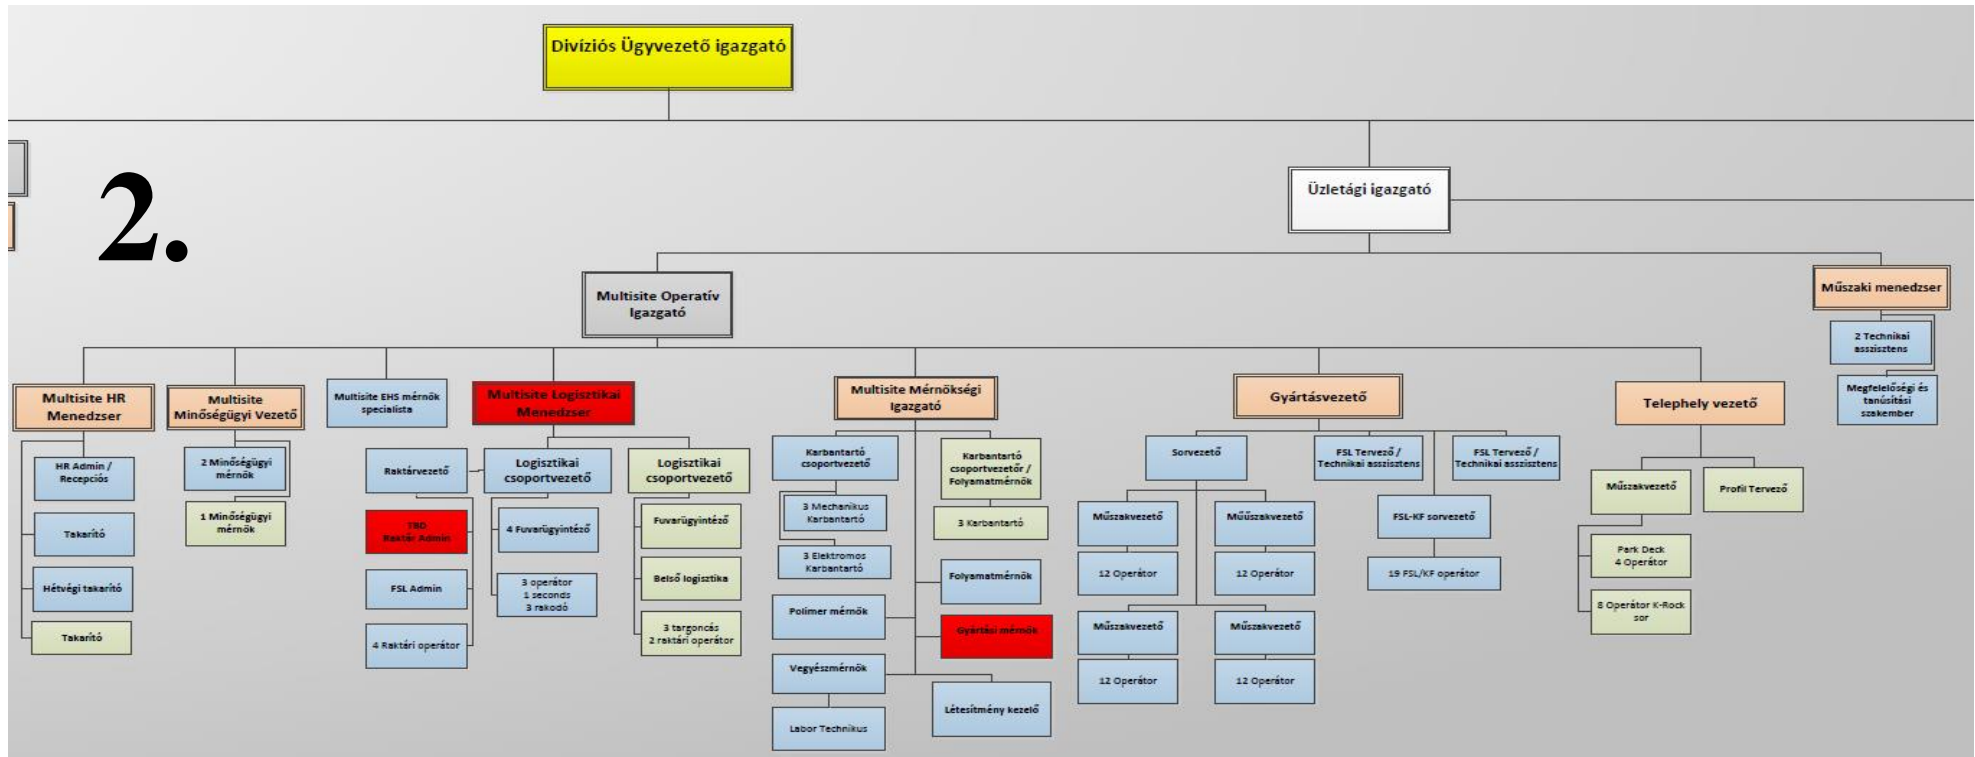 Divíziós Ügyvezető igazgató
2.
Üzletági igazgató
Multisite Operatív
Igazgató
Műszaki menedzser
2 Technikai
asszisztens
Megfelelőségi és
tanúsítási
szakember
Multisite HR
Menedzser
HR Admin /
Recepciós
Takarító
Hétvégi takarító
Takarító
Multisite
Minőségügyi Vezető
2 Minőségügyi
mérnök
1 Minőségügyi
mérnök
Multisite EHS mérnök
specialista
Multisite Logisztikai
Menedzser
Raktárvezető
TBD
Raktár Admin
FSL Admin
4 Raktári operátor
Logisztikai
csoportvezető
4 Fuvarügyintéző
3 operátor
1 seconds
3 rakodó
Logisztikai
csoportvezető
Fuvarügyintéző
Belső logisztika
3 targoncás
2 raktári operátor
Multisite Mérnökségi
Igazgató
Karbantartó
csoportvezető
3 Mechanikus
Karbantartó
3 Elektromos
Karbantartó
Polimer mérnök
Vegyészmérnök
Labor Technikus
Karbantartó
csoportvezetőr /
Folyamatmérnök
3 Karbantartó
Folyamatmérnök
Gyártási mérnök
Létesítmény kezelő
Gyártásvezető
Sorvezető
Műszakvezető
12 Operátor
Műúszakvezető
12 Operátor
Műszakvezető
12 Operátor
Műszakvezető
12 Operátor
FSL Tervező /
Technikai asszisztens
FSL-KF sorvezető
19 FSL/KF operátor
FSL Tervező /
Technikai asszisztens
Telephely vezető
Műszakvezető
Park Deck
4 Operátor
8 Operátor K-Rock
sor
Profil Tervező